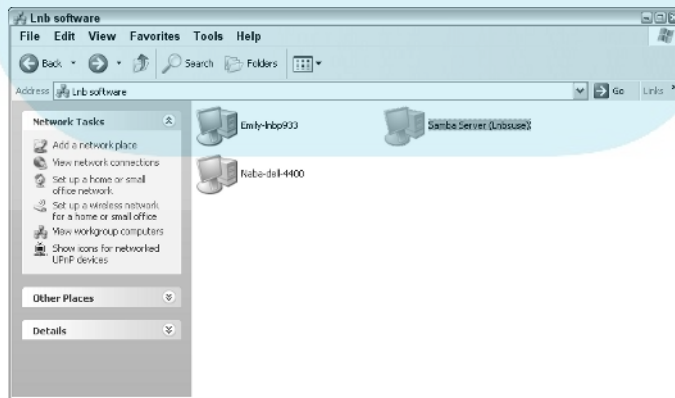 Lnb software
File Edit View Favorites Tools Help
Back Search Folders
Address Lnb software Go Links
Network Tasks
Add a network place
View network connections
Set up a home or small
office network
Set up a wireless network
for a home or small office
View workgroup computers
Show icons for networked
UPnP devices
Other Places
Details
Emily-lnbp933
Samba Server (Lnbsuse)
Naba-dell-4400